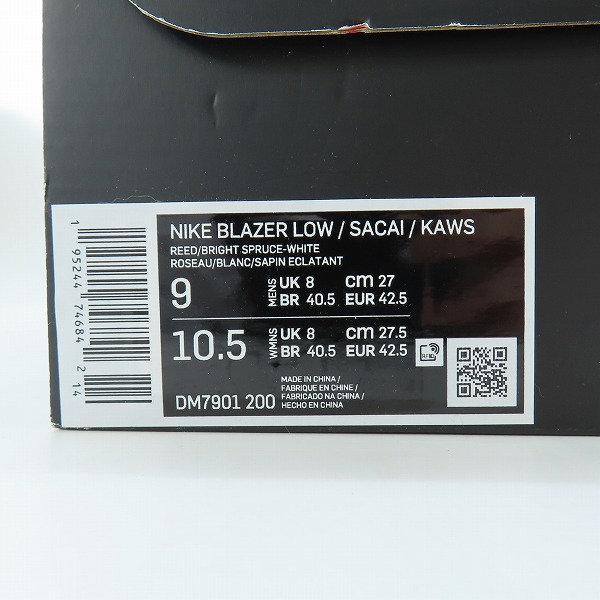 NIKE BLAZER LOW / SACAI / KAWS
REED/BRIGHT SPRUCE-WHITE
ROSEAU/BLANC/SAPIN ECLATANT
9 MENS UK 8 CM 27
BR 40.5 EUR 42.5
10.5 WMNS UK 8 CM 27.5
BR 40.5 EUR 42.5
RFID
MADE IN CHINA /
FABRIQUE EN CHINE /
FABRICADO NA CHINA /
HECHO EN CHINA
DM7901 200
1 95244 74684 2 14